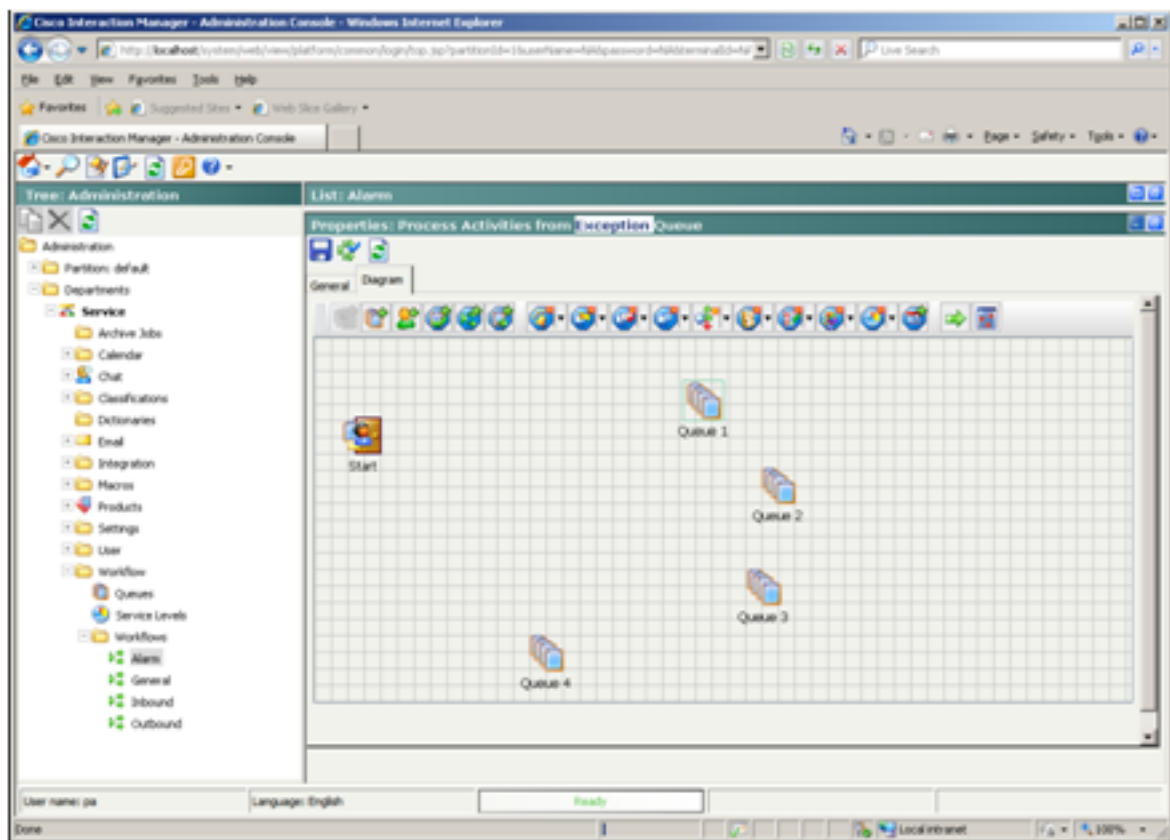 Cisco Interaction Manager - Administration Console - Windows Internet Explorer
Live Search
File Edit View Favorites Tools Help
Favorites Suggested Sites Web Slice Gallery
Cisco Interaction Manager - Administration Console
Page Safety Tools
Tree: Administration
List: Alarm
Properties: Process Activities from Exception Queue
Administration
Partition: default
Departments
Service
Archive Jobs
Calendar
Chat
Classifications
Dictionaries
Email
Integration
Macros
Products
Settings
User
Workflow
Queues
Service Levels
Workflows
Alarm
General
Inbound
Outbound
General Diagram
Start
Queue 1
Queue 2
Queue 3
Queue 4
User name: pa Language: English Ready
Done Local intranet 100%